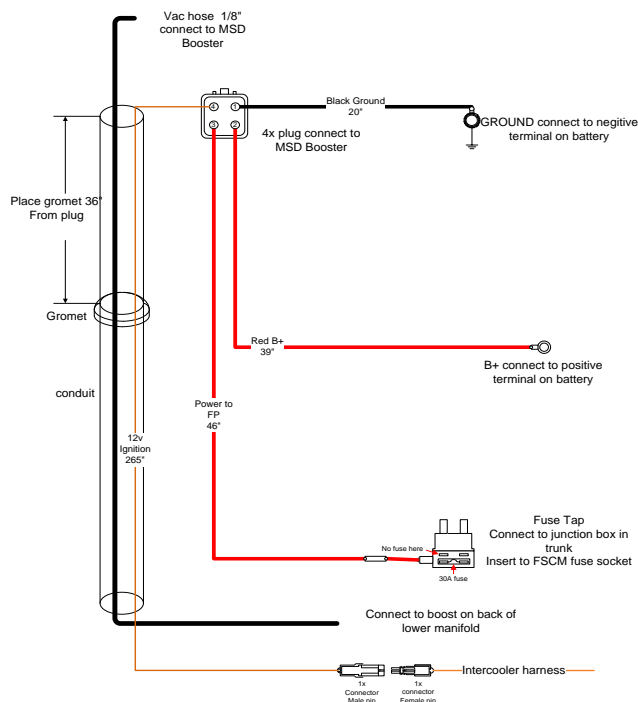 Vac hose 1/8"
connect to MSD
Booster
4
1
3
2
Black Ground
20"
GROUND connect to negitive
terminal on battery
4x plug connect to
MSD Booster
Place gromet 36"
From plug
Gromet
Red B+
39"
B+ connect to positive
terminal on battery
conduit
Power to
FP
46"
12v
Ignition
265"
Fuse Tap
Connect to junction box in
trunk
Insert to FSCM fuse socket
No fuse here
30A fuse
Connect to boost on back of
lower manifold
Intercooler harness
1x
Connector
Male pin
1x
connector
Female pin